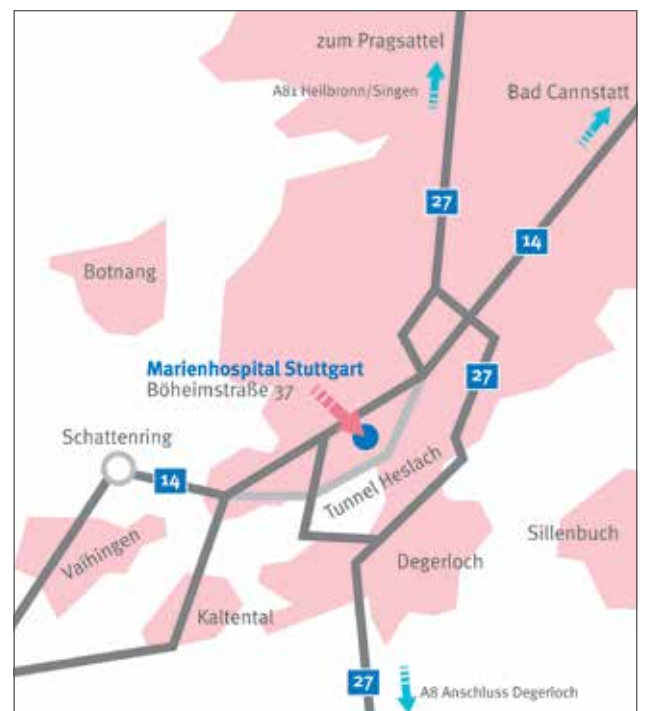 zum Pragsattel
A81 Heilbronn/Singen
Bad Cannstatt
27
14
Botnang
Marienhospital Stuttgart
Böheimstraße 37
27
Schattenring
14
Tunnel Heslach
Vaihingen
Sillenbuch
Degerloch
Kaltental
27
A8 Anschluss Degerloch